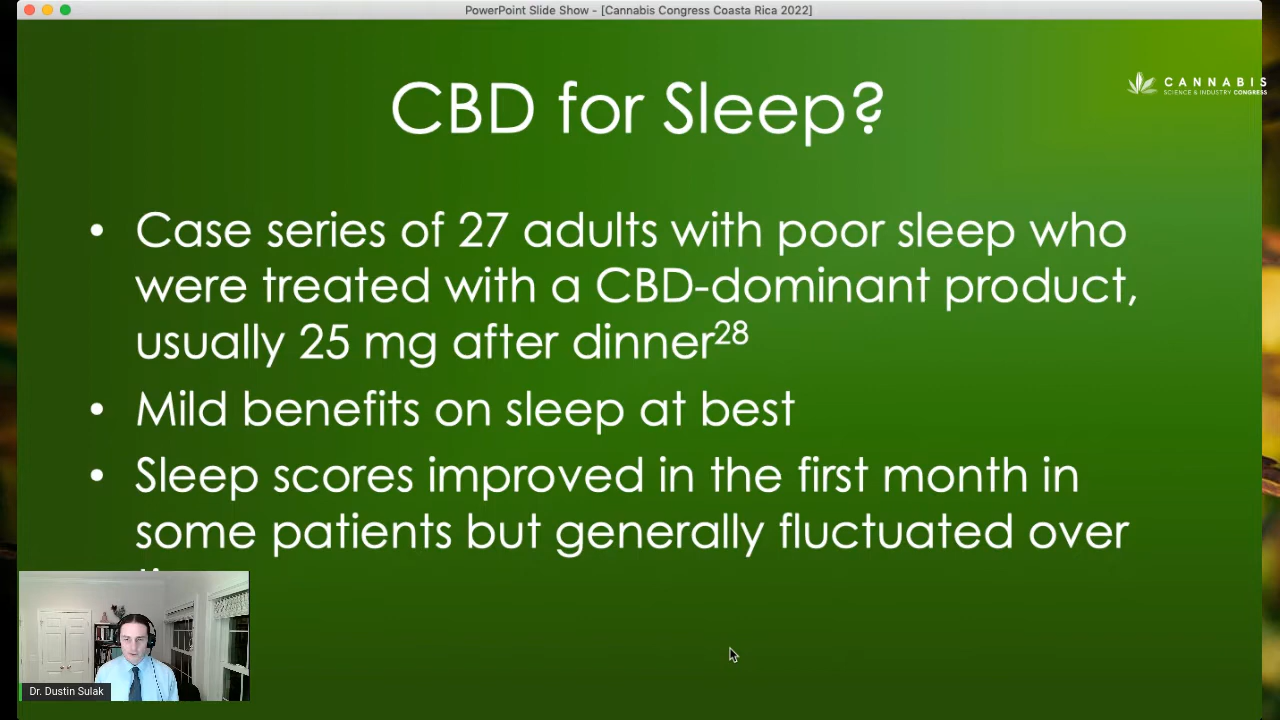 PowerPoint Slide Show - [Cannabis Congress Coasta Rica 2022]
CANNABIS
SCIENCE & INDUSTRY CONGRESS
CBD for Sleep?
• Case series of 27 adults with poor sleep who
were treated with a CBD-dominant product,
usually 25 mg after dinner28
• Mild benefits on sleep at best
• Sleep scores improved in the first month in
some patients but generally fluctuated over
Dr. Dustin Sulak